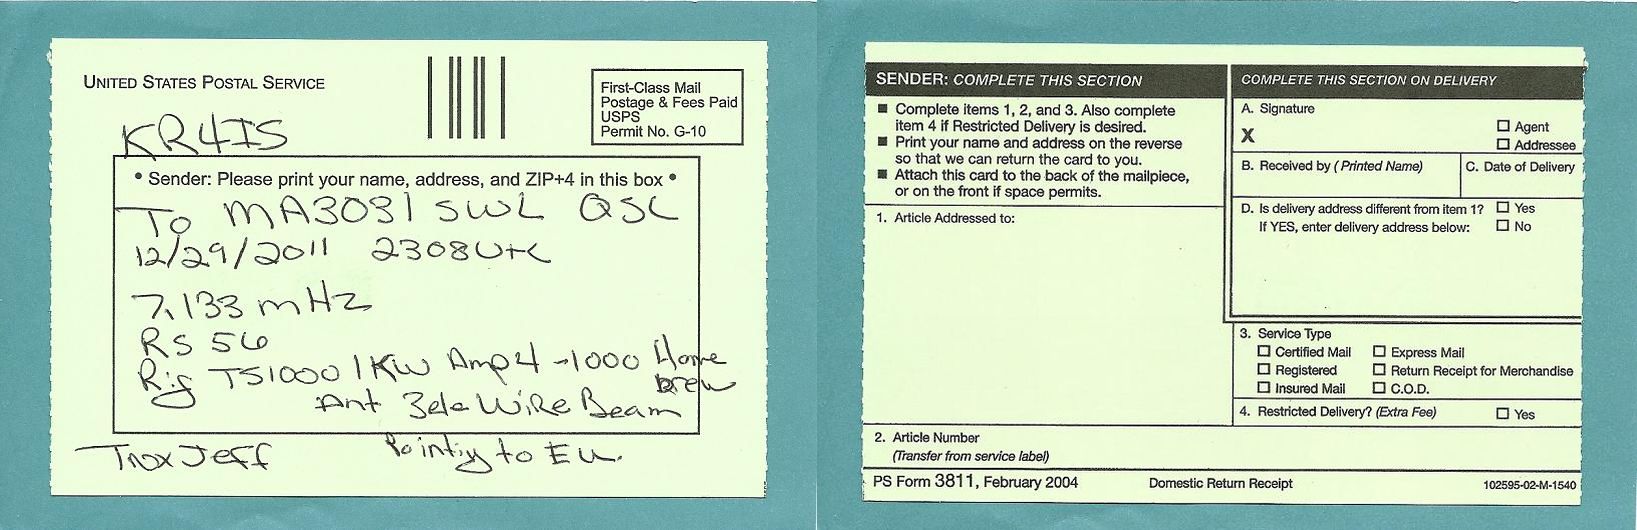 UNITED STATES POSTAL SERVICE
First-Class Mail
Postage & Fees Paid
USPS
Permit No. G-10
KR4IS
• Sender: Please print your name, address, and ZIP+4 in this box •
To MA3031SWL QSL
12/29/2011 2308 UTC
7.133 mHz
RS 56
Rig TS1000 1KW Amp 4-1000 Home
brew
Ant 3ele WiRe Beam
Tnx Jeff Pointig to Eu.
SENDER: COMPLETE THIS SECTION
■ Complete items 1, 2, and 3. Also complete
item 4 if Restricted Delivery is desired.
■ Print your name and address on the reverse
so that we can return the card to you.
■ Attach this card to the back of the mailpiece,
or on the front if space permits.
1. Article Addressed to:
2. Article Number
(Transfer from service label)
COMPLETE THIS SECTION ON DELIVERY
A. Signature
X
☐ Agent
☐ Addressee
B. Received by (Printed Name)
C. Date of Delivery
D. Is delivery address different from item 1? ☐ Yes
If YES, enter delivery address below: ☐ No
3. Service Type
☐ Certified Mail ☐ Express Mail
☐ Registered ☐ Return Receipt for Merchandise
☐ Insured Mail ☐ C.O.D.
4. Restricted Delivery? (Extra Fee) ☐ Yes
PS Form 3811, February 2004 Domestic Return Receipt 102595-02-M-1540